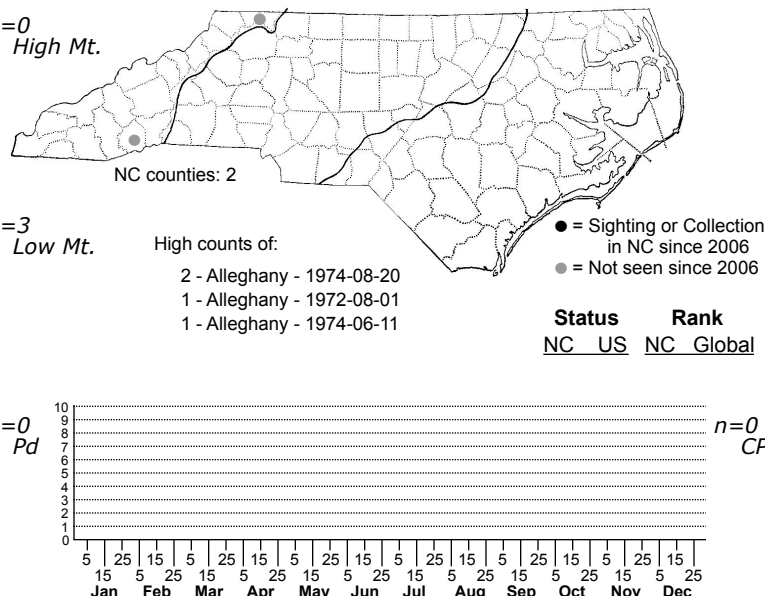 =0
High Mt.
NC counties: 2
=3
Low Mt.
High counts of:
2 - Alleghany - 1974-08-20
1 - Alleghany - 1972-08-01
1 - Alleghany - 1974-06-11
● = Sighting or Collection
in NC since 2006
● = Not seen since 2006
Status Rank
NC US NC Global
=0
Pd
n=0
CP
10
9
8
7
6
5
4
3
2
1
0
5 25 15 5 25 15 5 25 15 5 25 15 5 25 15 5 25 15
15 5 25 15 5 25 15 5 25 15 5 25 15 5 25 15 5 25
Jan Feb Mar Apr May Jun Jul Aug Sep Oct Nov Dec